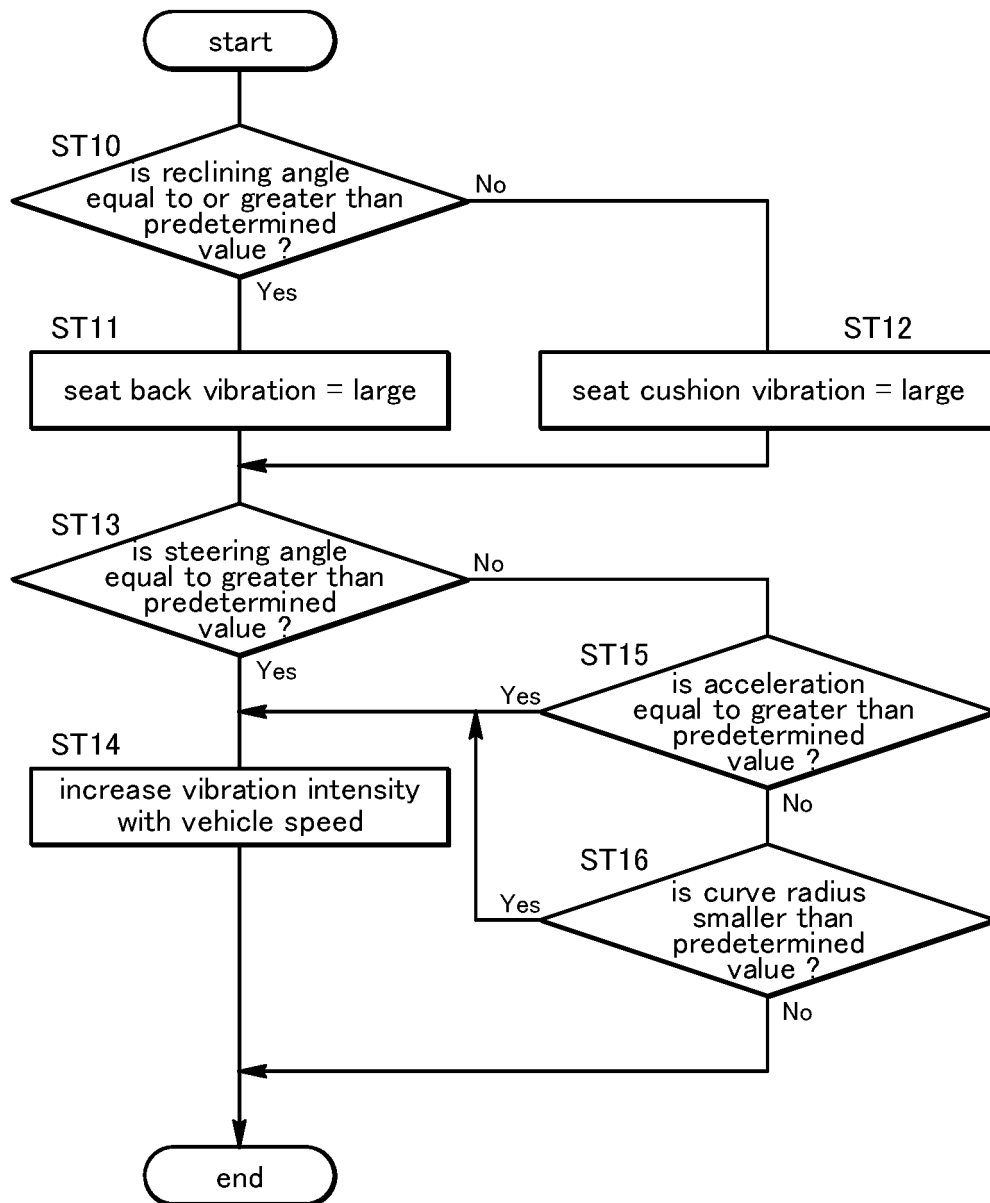 start
ST10
is reclining angle
equal to or greater than
predetermined
value ?
No
Yes
ST11
seat back vibration = large
ST12
seat cushion vibration = large
ST13
is steering angle
equal to greater than
predetermined
value ?
No
Yes
ST15
is acceleration
equal to greater than
predetermined
value ?
Yes
No
ST14
increase vibration intensity
with vehicle speed
ST16
is curve radius
smaller than
predetermined
value ?
Yes
No
end